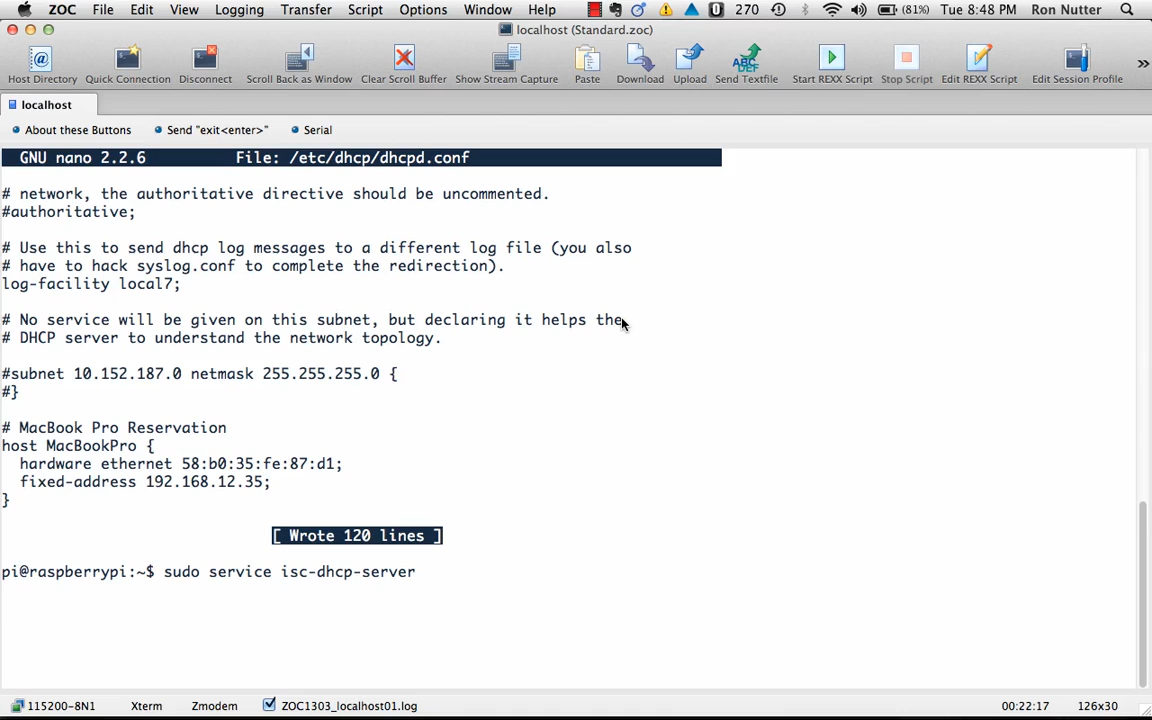 ZOC File Edit View Logging Transfer Script Options Window Help 270 (81%) Tue 8:48 PM Ron Nutter
localhost (Standard.zoc)
Host Directory Quick Connection Disconnect Scroll Back as Window Clear Scroll Buffer Show Stream Capture Paste Download Upload Send Textfile Start REXX Script Stop Script Edit REXX Script Edit Session Profile »
localhost
About these Buttons Send "exit<enter>" Serial
GNU nano 2.2.6 File: /etc/dhcp/dhcpd.conf
# network, the authoritative directive should be uncommented.
#authoritative;
# Use this to send dhcp log messages to a different log file (you also
# have to hack syslog.conf to complete the redirection).
log-facility local7;
# No service will be given on this subnet, but declaring it helps the
# DHCP server to understand the network topology.
#subnet 10.152.187.0 netmask 255.255.255.0 {
#}
# MacBook Pro Reservation
host MacBookPro {
hardware ethernet 58:b0:35:fe:87:d1;
fixed-address 192.168.12.35;
}
[ Wrote 120 lines ]
pi@raspberrypi:~$ sudo service isc-dhcp-server
115200-8N1 Xterm Zmodem ZOC1303_localhost01.log 00:22:17 126x30